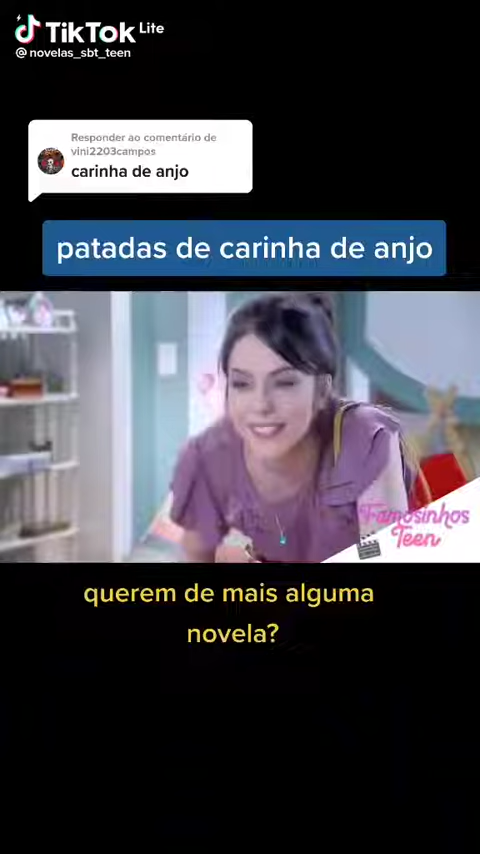 TikTok Lite
@novelas_sbt_teen
Responder ao comentário de
vini2203campos
carinha de anjo
patadas de carinha de anjo
Famosinhos
Teen
querem de mais alguma
novela?